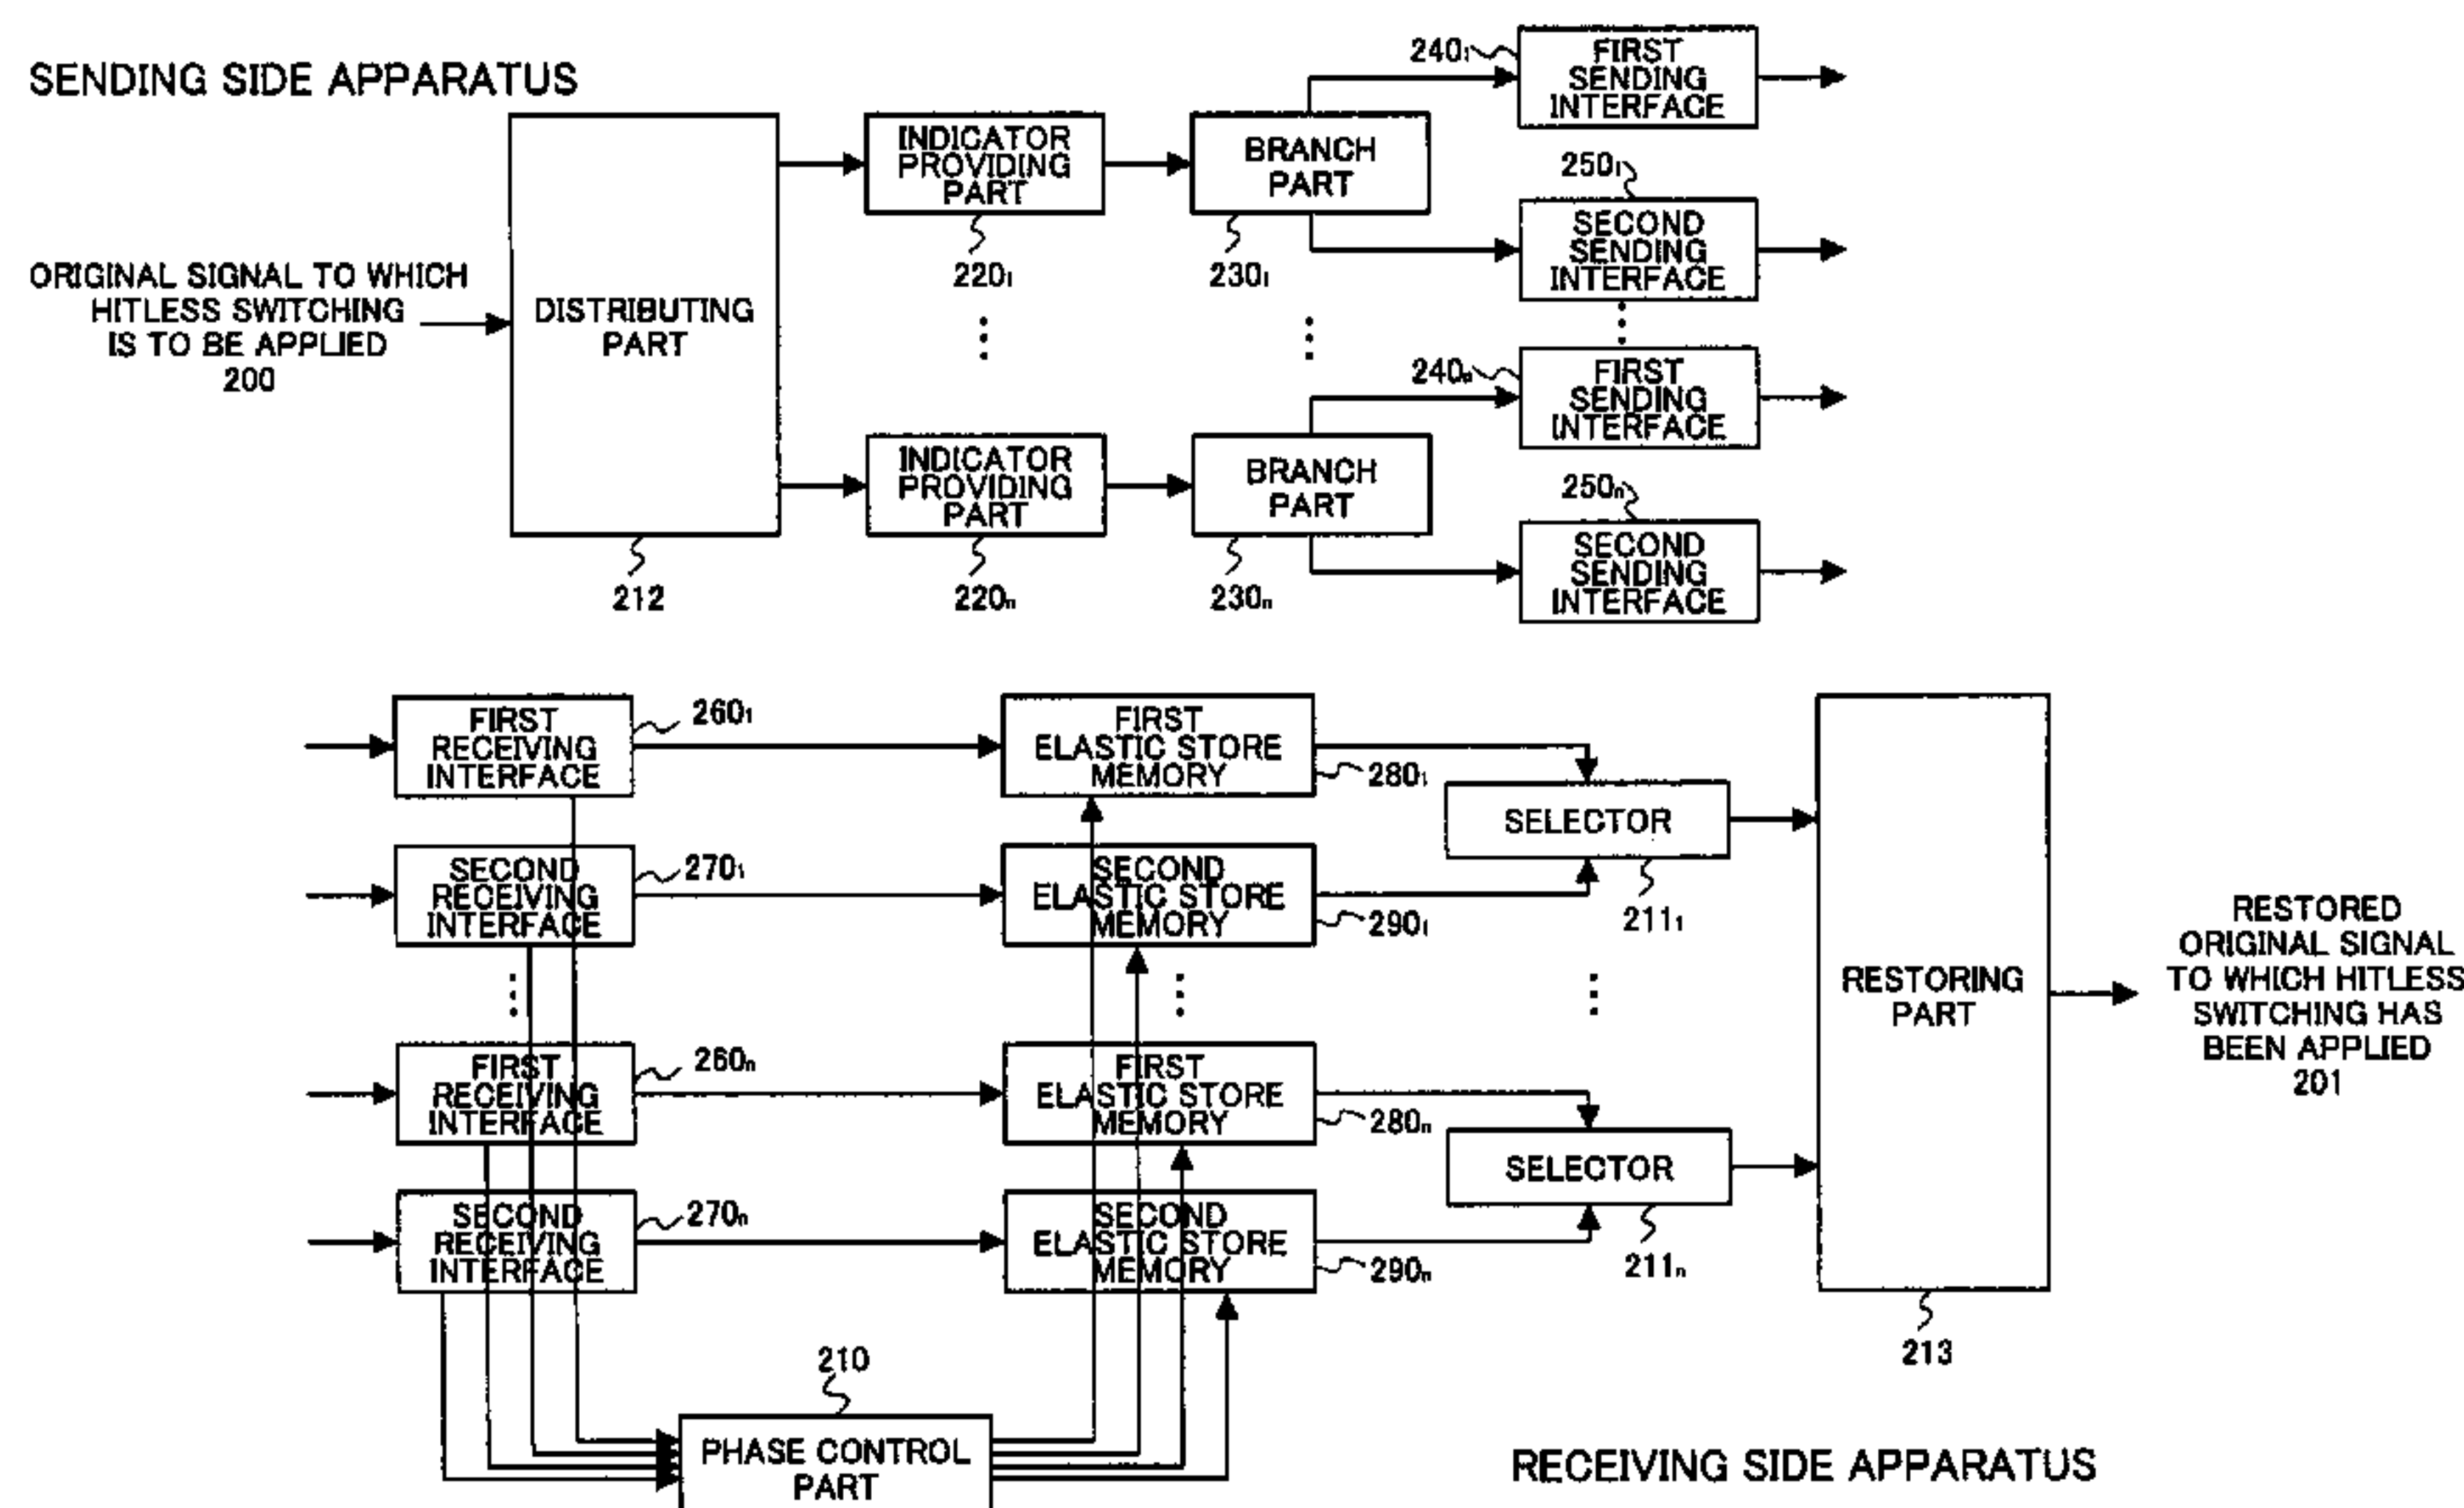 SENDING SIDE APPARATUS
ORIGINAL SIGNAL TO WHICH
HITLESS SWITCHING
IS TO BE APPLIED
200
DISTRIBUTING
PART
212
INDICATOR
PROVIDING
PART
220₁
BRANCH
PART
230₁
240₁
FIRST
SENDING
INTERFACE
250₁
SECOND
SENDING
INTERFACE
INDICATOR
PROVIDING
PART
220ₙ
BRANCH
PART
230ₙ
240ₙ
FIRST
SENDING
INTERFACE
250ₙ
SECOND
SENDING
INTERFACE
FIRST
RECEIVING
INTERFACE
260₁
FIRST
ELASTIC STORE
MEMORY
280₁
SELECTOR
211₁
SECOND
RECEIVING
INTERFACE
270₁
SECOND
ELASTIC STORE
MEMORY
290₁
FIRST
RECEIVING
INTERFACE
260ₙ
FIRST
ELASTIC STORE
MEMORY
280ₙ
SELECTOR
211ₙ
SECOND
RECEIVING
INTERFACE
270ₙ
SECOND
ELASTIC STORE
MEMORY
290ₙ
RESTORING
PART
213
RESTORED
ORIGINAL SIGNAL
TO WHICH HITLESS
SWITCHING HAS
BEEN APPLIED
201
210
PHASE CONTROL
PART
RECEIVING SIDE APPARATUS